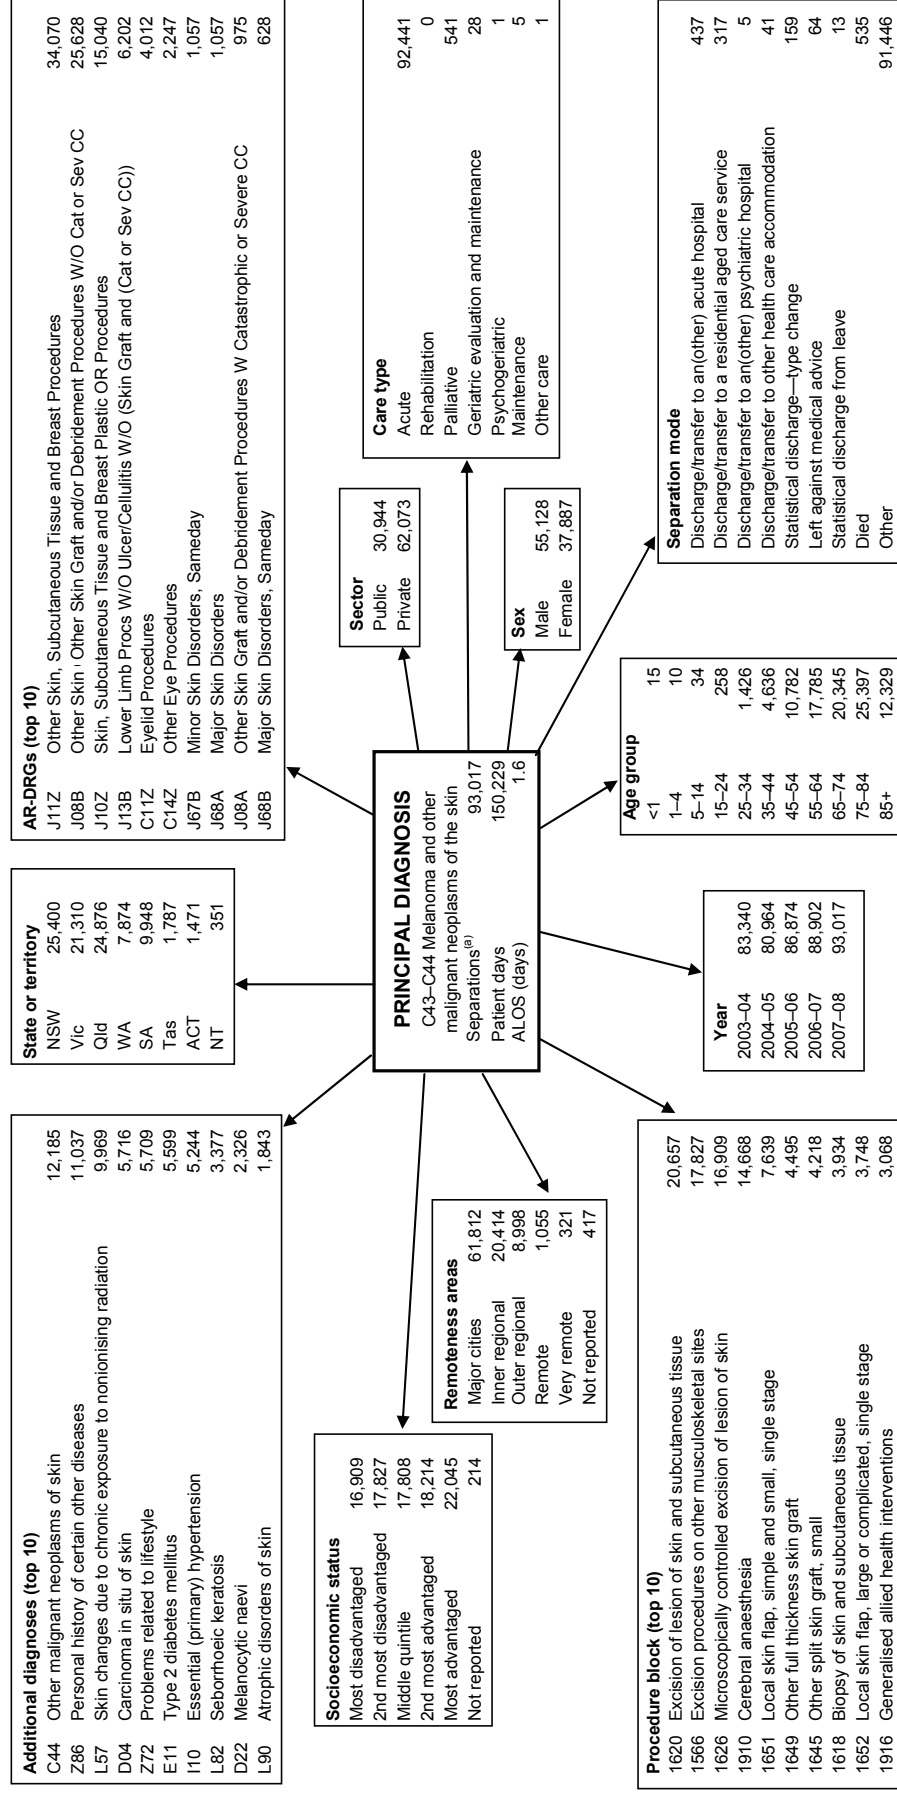 Additional diagnoses (top 10)
C44 Other malignant neoplasms of skin 12,185
Z86 Personal history of certain other diseases 11,037
L57 Skin changes due to chronic exposure to nonionising radiation 9,969
D04 Carcinoma in situ of skin 5,716
Z72 Problems related to lifestyle 5,709
E11 Type 2 diabetes mellitus 5,599
I10 Essential (primary) hypertension 5,244
L82 Seborrhoeic keratosis 3,377
D22 Melanocytic naevi 2,326
L90 Atrophic disorders of skin 1,843
State or territory
NSW 25,400
Vic 21,310
Qld 24,876
WA 7,874
SA 9,948
Tas 1,787
ACT 1,471
NT 351
AR-DRGs (top 10)
J11Z Other Skin, Subcutaneous Tissue and Breast Procedures 34,070
J08B Other Skin Other Skin Graft and/or Debridement Procedures W/O Cat or Sev CC 25,628
J10Z Skin, Subcutaneous Tissue and Breast Plastic OR Procedures 15,040
J13B Lower Limb Procs W/O Ulcer/Cellulitis W/O (Skin Graft and (Cat or Sev CC)) 6,202
C11Z Eyelid Procedures 4,012
C14Z Other Eye Procedures 2,247
J67B Minor Skin Disorders, Sameday 1,057
J68A Major Skin Disorders 1,057
J08A Other Skin Graft and/or Debridement Procedures W Catastrophic or Severe CC 975
J68B Major Skin Disorders, Sameday 628
Socioeconomic status
Most disadvantaged 16,909
2nd most disadvantaged 17,827
Middle quintile 17,808
2nd most advantaged 18,214
Most advantaged 22,045
Not reported 214
Remoteness areas
Major cities 61,812
Inner regional 20,414
Outer regional 8,998
Remote 1,055
Very remote 321
Not reported 417
PRINCIPAL DIAGNOSIS
C43–C44 Melanoma and other
malignant neoplasms of the skin
Separations(a) 93,017
Patient days 150,229
ALOS (days) 1.6
Sector
Public 30,944
Private 62,073
Sex
Male 55,128
Female 37,887
Care type
Acute 92,441
Rehabilitation 0
Palliative 541
Geriatric evaluation and maintenance 28
Psychogeriatric 1
Maintenance 5
Other care 1
Procedure block (top 10)
1620 Excision of lesion of skin and subcutaneous tissue 20,657
1566 Excision procedures on other musculoskeletal sites 17,827
1626 Microscopically controlled excision of lesion of skin 16,909
1910 Cerebral anaesthesia 14,668
1651 Local skin flap, simple and small, single stage 7,639
1649 Other full thickness skin graft 4,495
1645 Other split skin graft, small 4,218
1618 Biopsy of skin and subcutaneous tissue 3,934
1652 Local skin flap, large or complicated, single stage 3,748
1916 Generalised allied health interventions 3,068
Year
2003–04 83,340
2004–05 80,964
2005–06 86,874
2006–07 88,902
2007–08 93,017
Age group
<1 15
1–4 10
5–14 34
15–24 258
25–34 1,426
35–44 4,636
45–54 10,782
55–64 17,785
65–74 20,345
75–84 25,397
85+ 12,329
Separation mode
Discharge/transfer to an(other) acute hospital 437
Discharge/transfer to a residential aged care service 317
Discharge/transfer to an(other) psychiatric hospital 5
Discharge/transfer to other health care accommodation 41
Statistical discharge—type change 159
Left against medical advice 64
Statistical discharge from leave 13
Died 535
Other 91,446